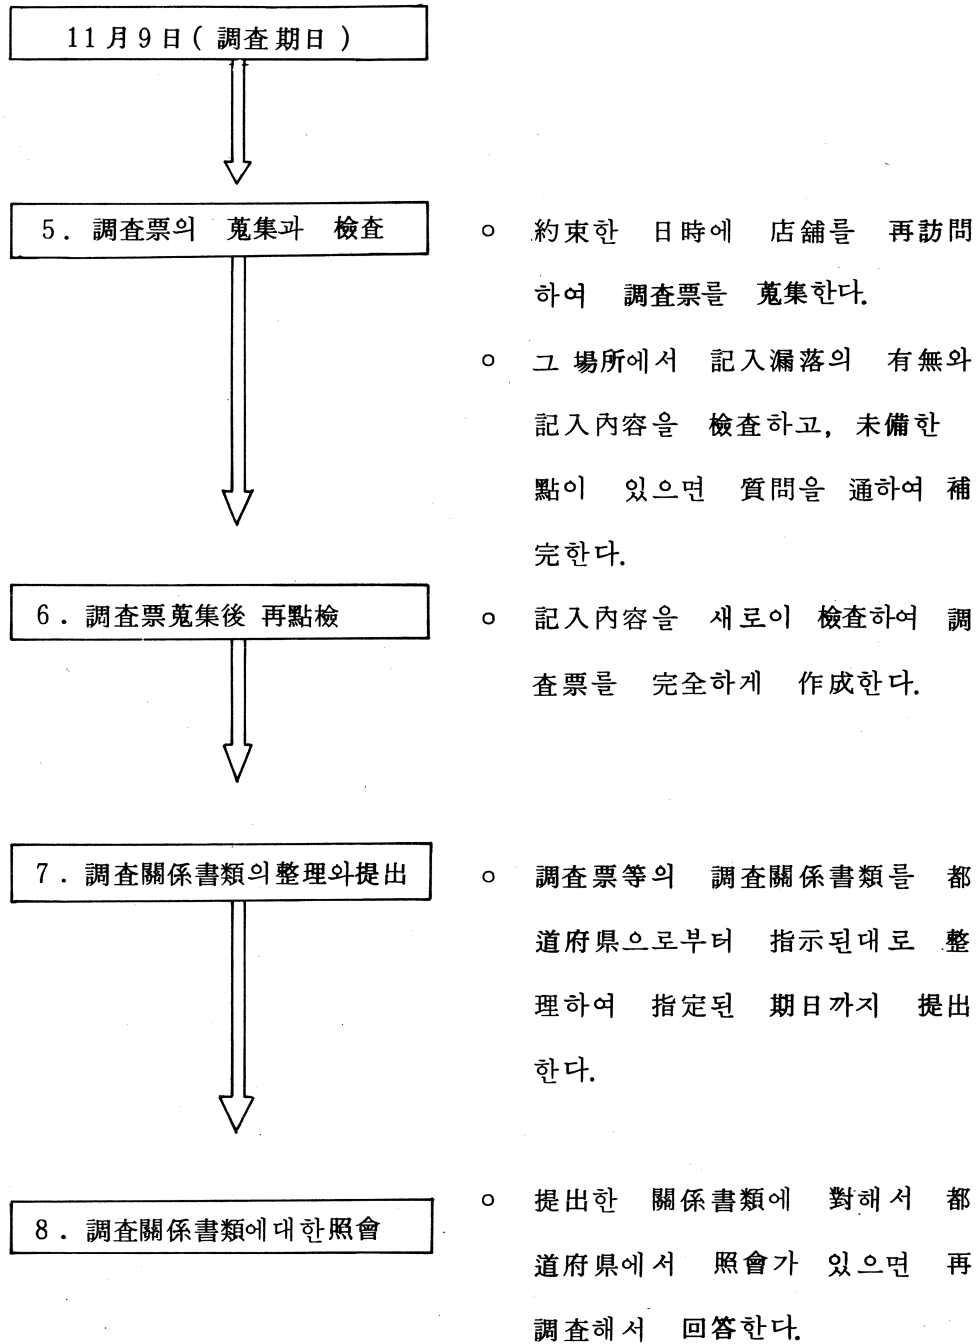 11月9日(調査期日)
5. 調査票의 蒐集과 檢査
o 約束한 日時에 店舖를 再訪問
하여 調査票를 蒐集한다.
o 그 場所에서 記入漏落의 有無와
記入內容을 檢査하고, 未備한
點이 있으면 質問을 通하여 補
完한다.
6. 調査票蒐集後 再點檢
o 記入內容을 새로이 檢査하여 調
査票를 完全하게 作成한다.
7. 調査關係書類의整理와提出
o 調査票等의 調査關係書類를 都
道府県으로부터 指示된대로 整
理하여 指定된 期日까지 提出
한다.
8. 調査關係書類에대한照會
o 提出한 關係書類에 對해서 都
道府県에서 照會가 있으면 再
調査해서 回答한다.